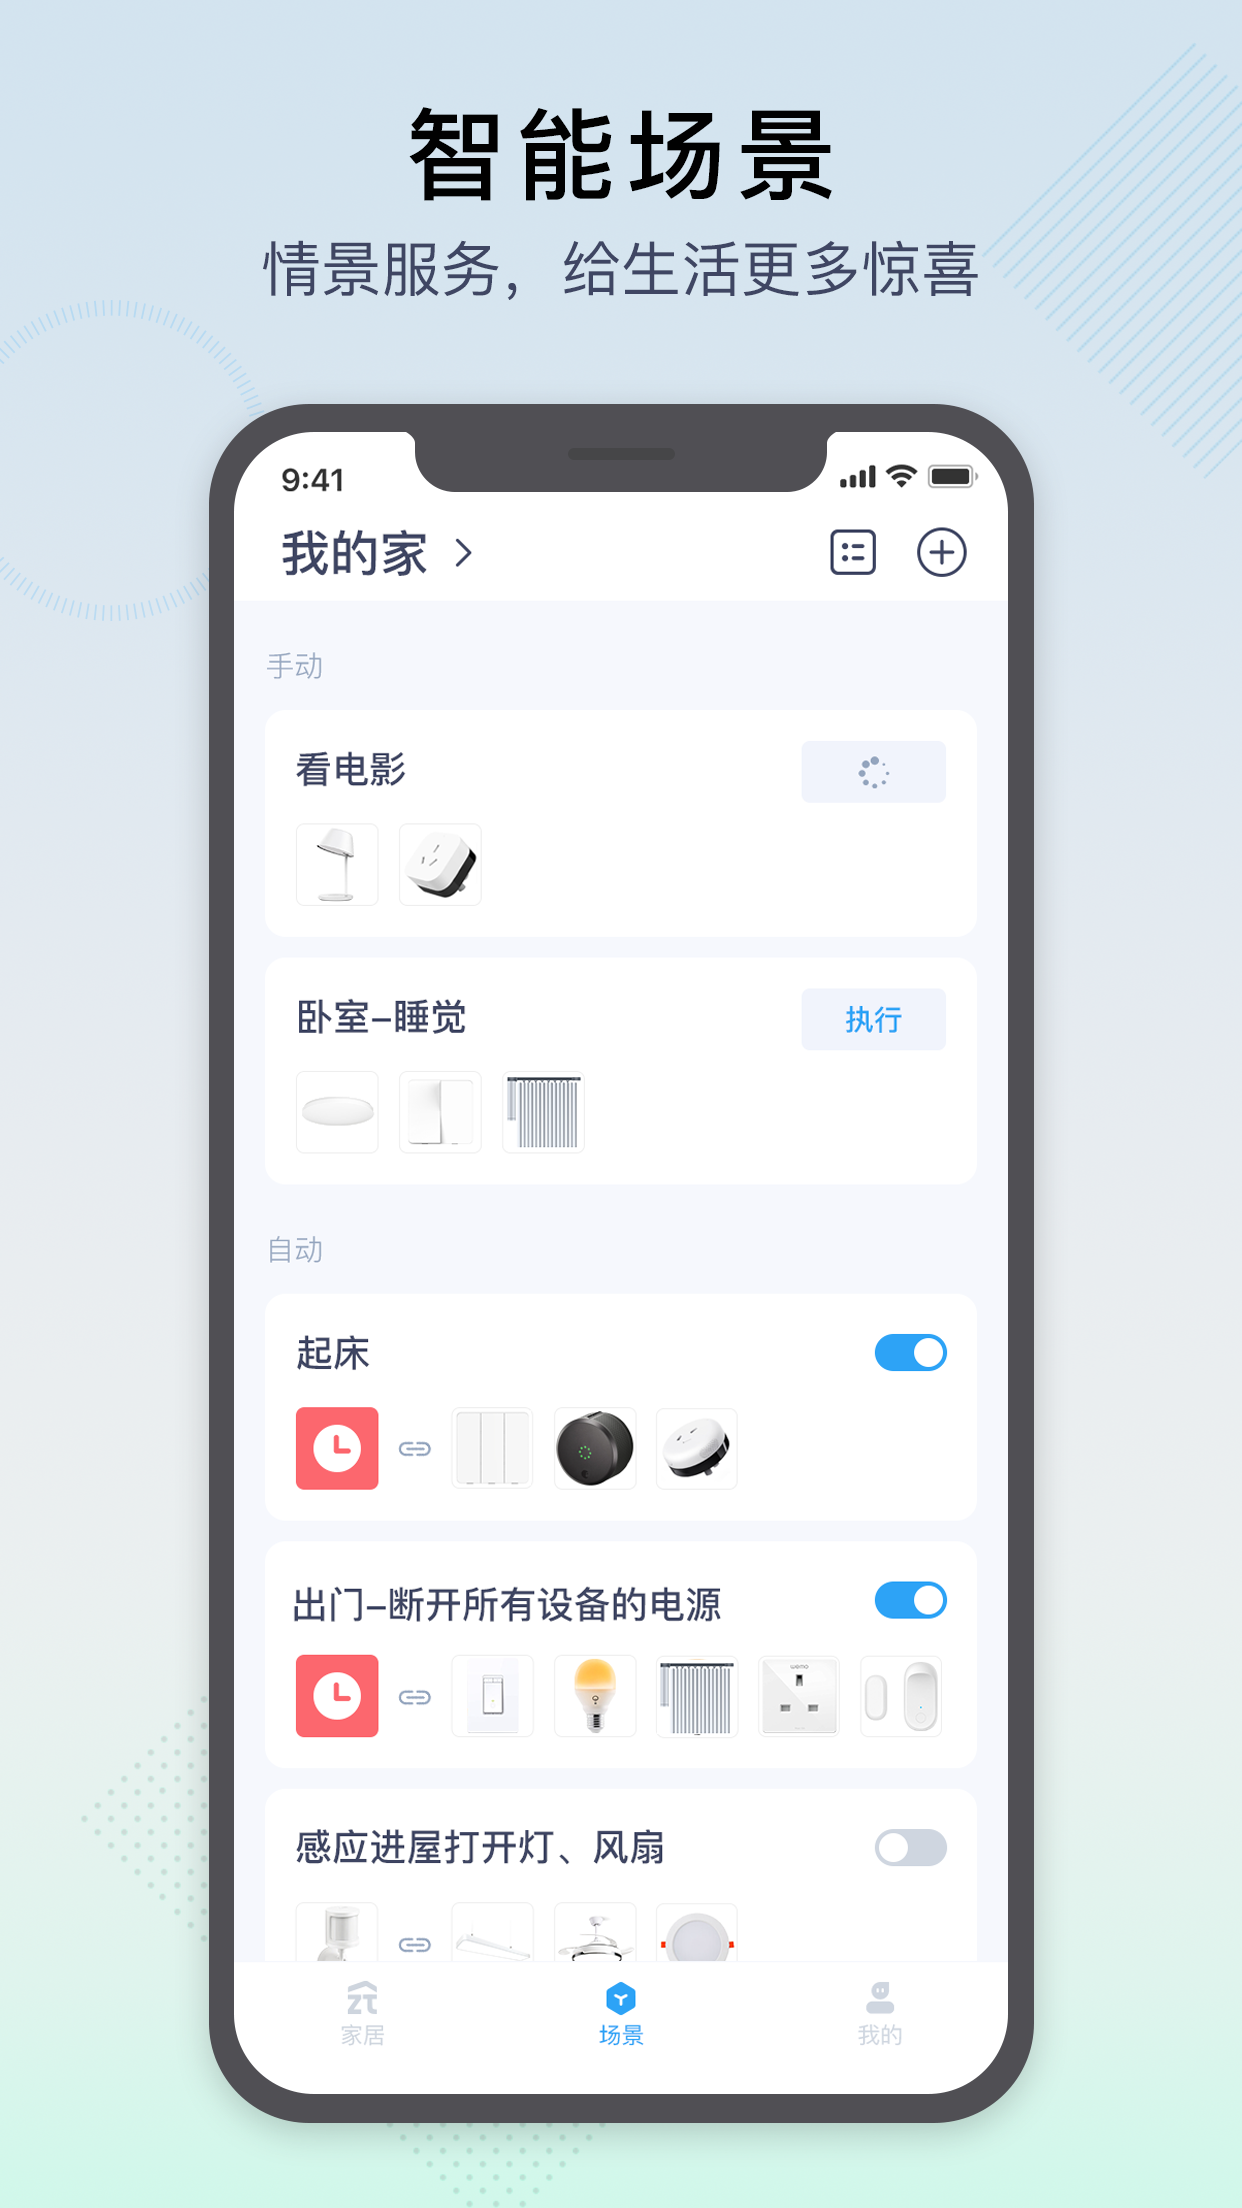 智能场景
情景服务，给生活更多惊喜
9:41
我的家
手动
看电影
卧室-睡觉
执行
自动
起床
出门-断开所有设备的电源
wemo
感应进屋打开灯、风扇
家居
场景
我的